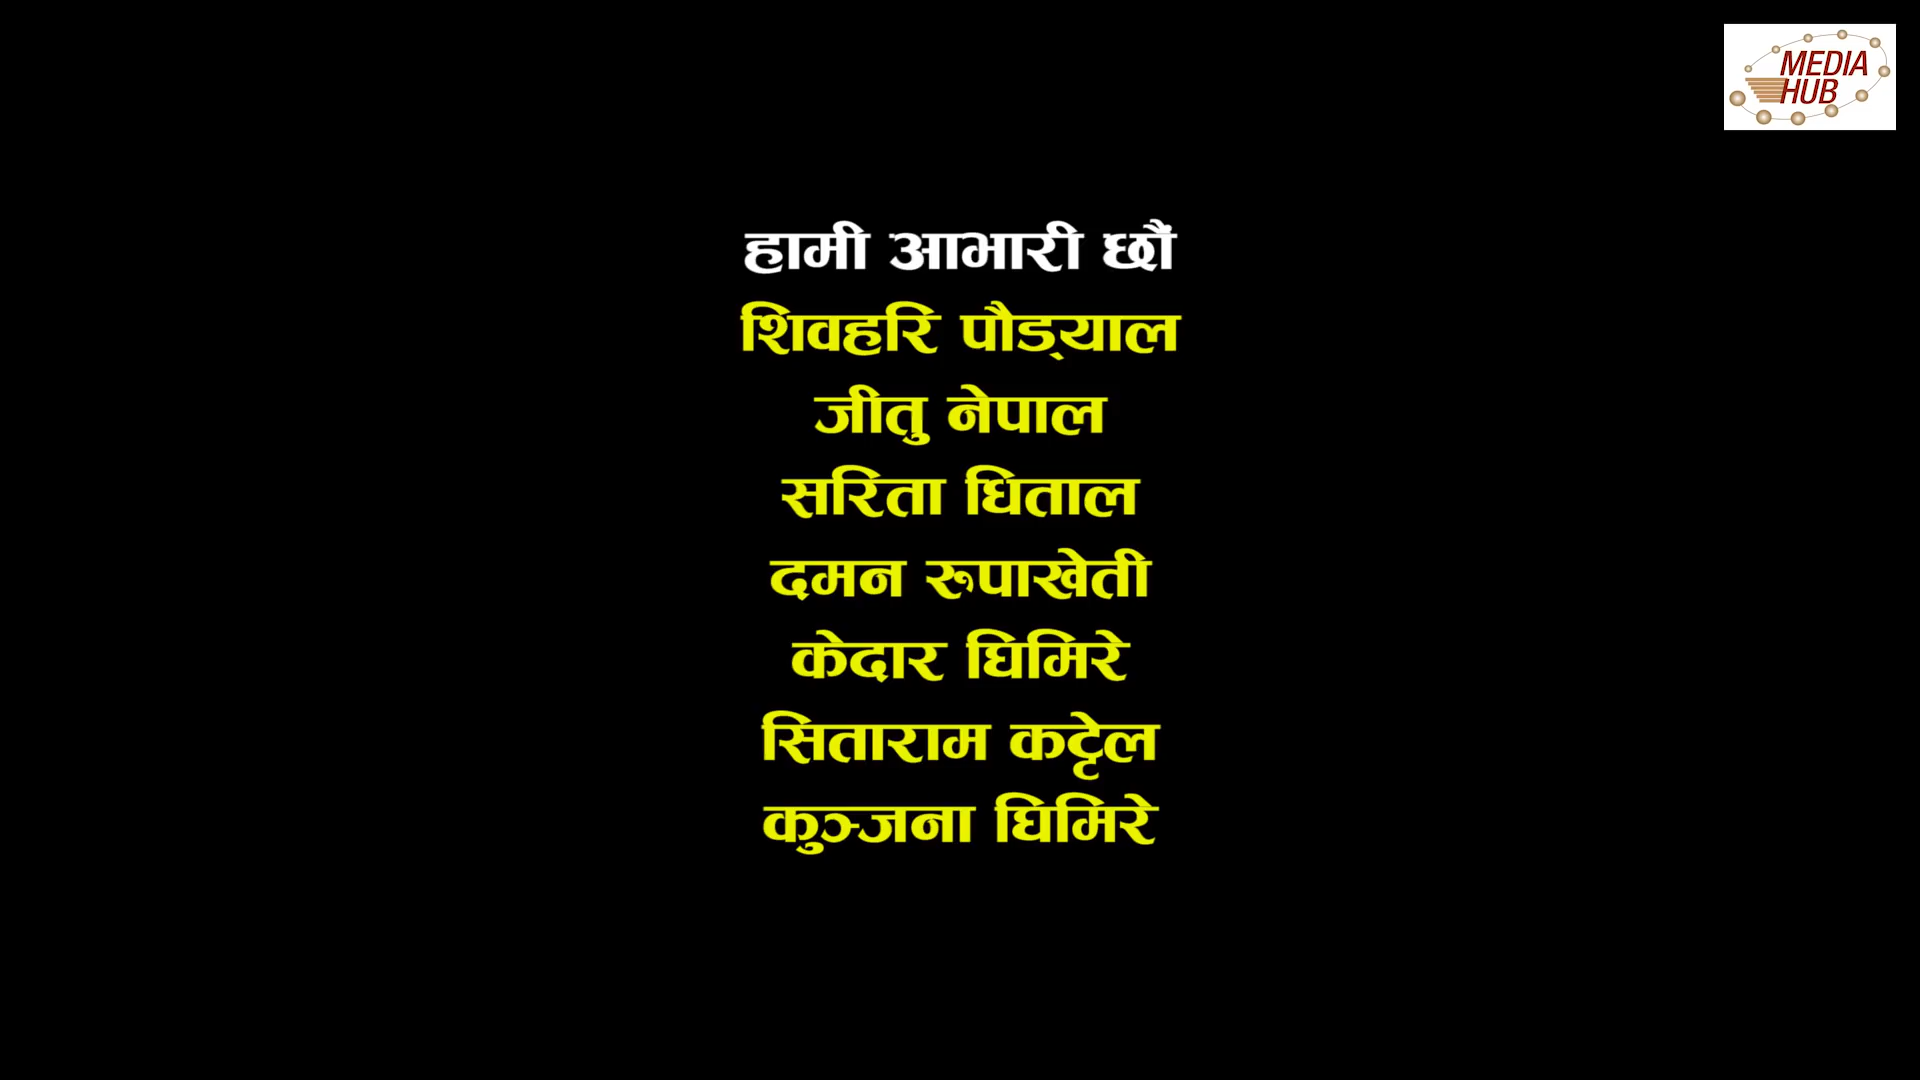 MEDIA
HUB
हामी आभारी छौं
शिवहरि पौड्याल
जीतु नेपाल
सरिता धिताल
दमन रुपाखेती
केदार घिमिरे
सिताराम कट्टेल
कुञ्जना घिमिरे